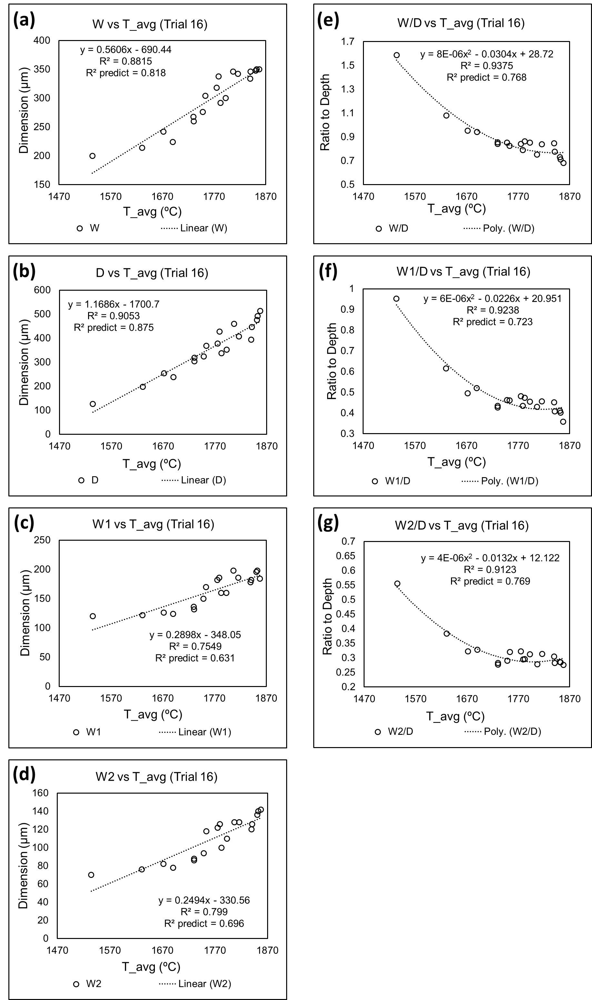 (a)
W vs T_avg (Trial 16)
y = 0.5606x - 690.44
R² = 0.8815
R² predict = 0.818
400
350
300
250
200
150
Dimension (µm)
1470 1570 1670 1770 1870
T_avg (ºC)
W Linear (W)
(b)
D vs T_avg (Trial 16)
y = 1.1686x - 1700.7
R² = 0.9053
R² predict = 0.875
600
500
400
300
200
100
0
Dimension (µm)
1470 1570 1670 1770 1870
T_avg (ºC)
D Linear (D)
(c)
W1 vs T_avg (Trial 16)
250
200
150
100
50
0
Dimension (µm)
y = 0.2898x - 348.05
R² = 0.7549
R² predict = 0.631
1470 1570 1670 1770 1870
T_avg (ºC)
W1 Linear (W1)
(d)
W2 vs T_avg (Trial 16)
160
140
120
100
80
60
40
20
0
Dimension (µm)
y = 0.2494x - 330.56
R² = 0.799
R² predict = 0.696
1470 1570 1670 1770 1870
T_avg (ºC)
W2 Linear (W2)
(e)
W/D vs T_avg (Trial 16)
y = 8E-06x² - 0.0304x + 28.72
R² = 0.9375
R² predict = 0.768
1.7
1.5
1.3
1.1
0.9
0.7
0.5
Ratio to Depth
1470 1570 1670 1770 1870
T_avg (ºC)
W/D Poly. (W/D)
(f)
W1/D vs T_avg (Trial 16)
y = 6E-06x² - 0.0226x + 20.951
R² = 0.9238
R² predict = 0.723
1
0.9
0.8
0.7
0.6
0.5
0.4
0.3
Ratio to Depth
1470 1570 1670 1770 1870
T_avg (ºC)
W1/D Poly. (W1/D)
(g)
W2/D vs T_avg (Trial 16)
y = 4E-06x² - 0.0132x + 12.122
R² = 0.9123
R² predict = 0.769
0.7
0.65
0.6
0.55
0.5
0.45
0.4
0.35
0.3
0.25
0.2
Ratio to Depth
1470 1570 1670 1770 1870
T_avg (ºC)
W2/D Poly. (W2/D)